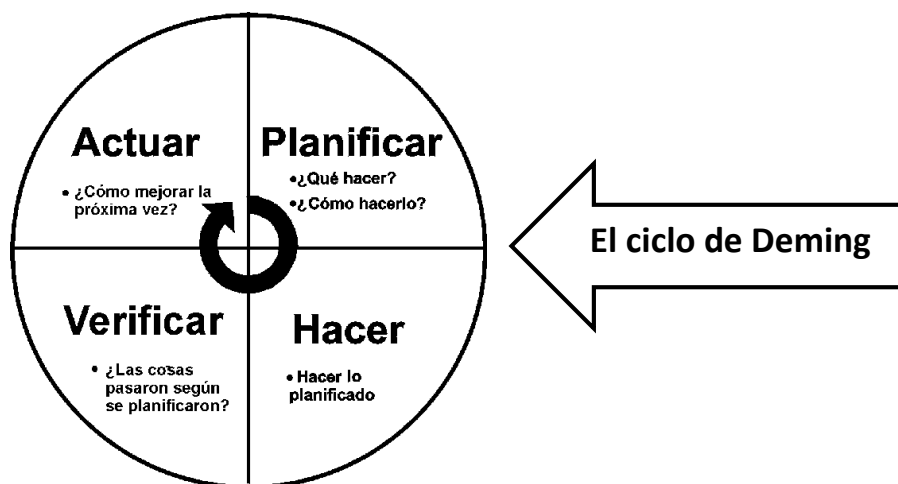 Actuar
• ¿Cómo mejorar la
próxima vez?
Planificar
•¿Qué hacer?
•¿Cómo hacerlo?
Verificar
• ¿Las cosas
pasaron según
se planificaron?
Hacer
• Hacer lo
planificado
El ciclo de Deming